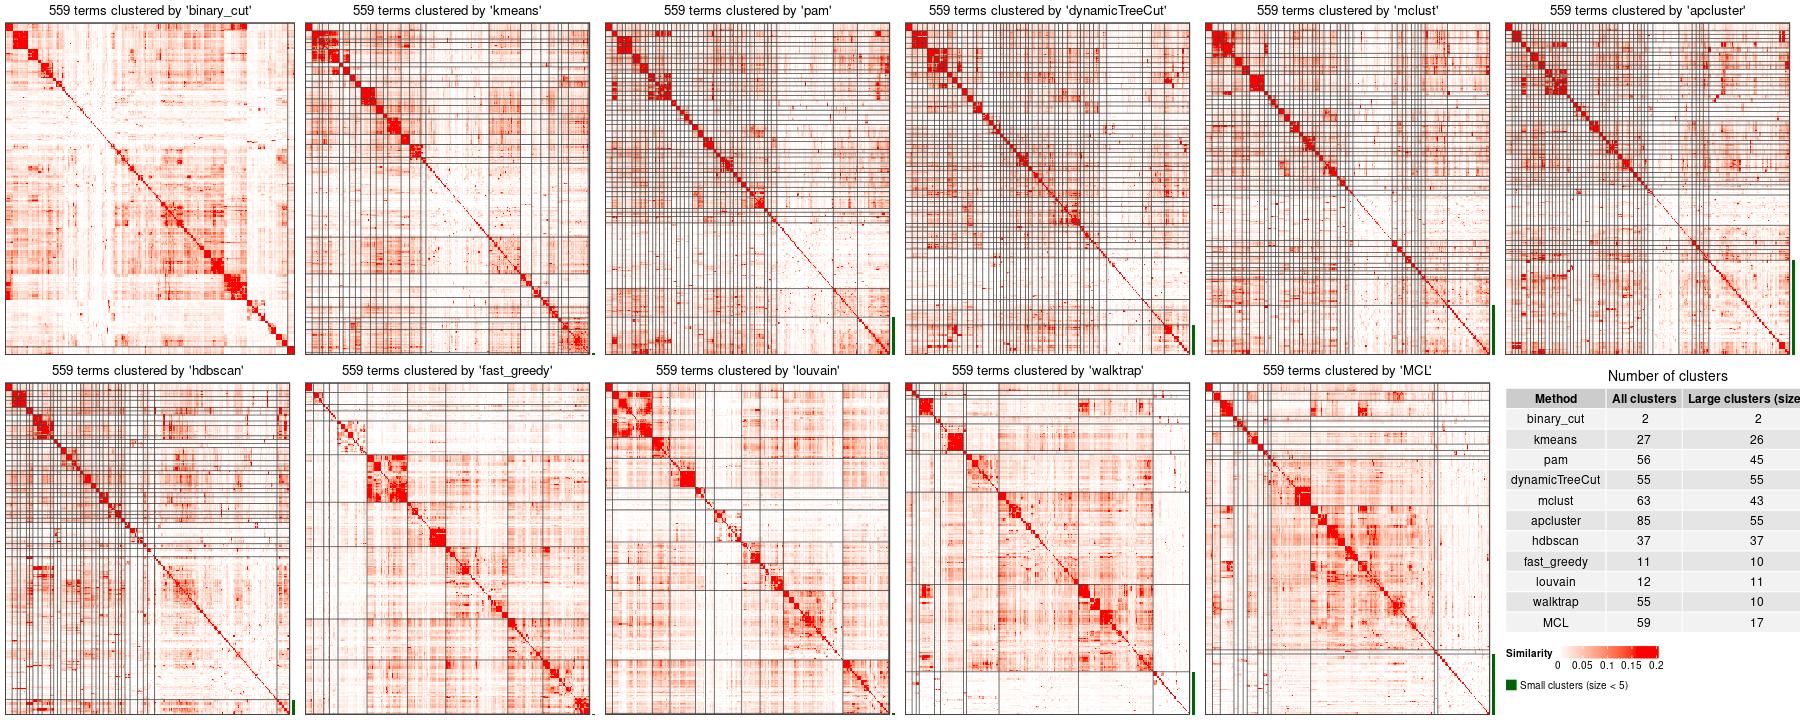 559 terms clustered by 'binary_cut'
559 terms clustered by 'kmeans'
559 terms clustered by 'pam'
559 terms clustered by 'dynamicTreeCut'
559 terms clustered by 'mclust'
559 terms clustered by 'apcluster'
559 terms clustered by 'hdbscan'
559 terms clustered by 'fast_greedy'
559 terms clustered by 'louvain'
559 terms clustered by 'walktrap'
559 terms clustered by 'MCL'
Number of clusters
Method All clusters Large clusters (size
binary_cut 2 2
kmeans 27 26
pam 56 45
dynamicTreeCut 55 55
mclust 63 43
apcluster 85 55
hdbscan 37 37
fast_greedy 11 10
louvain 12 11
walktrap 55 10
MCL 59 17
Similarity
0 0.05 0.1 0.15 0.2
Small clusters (size < 5)